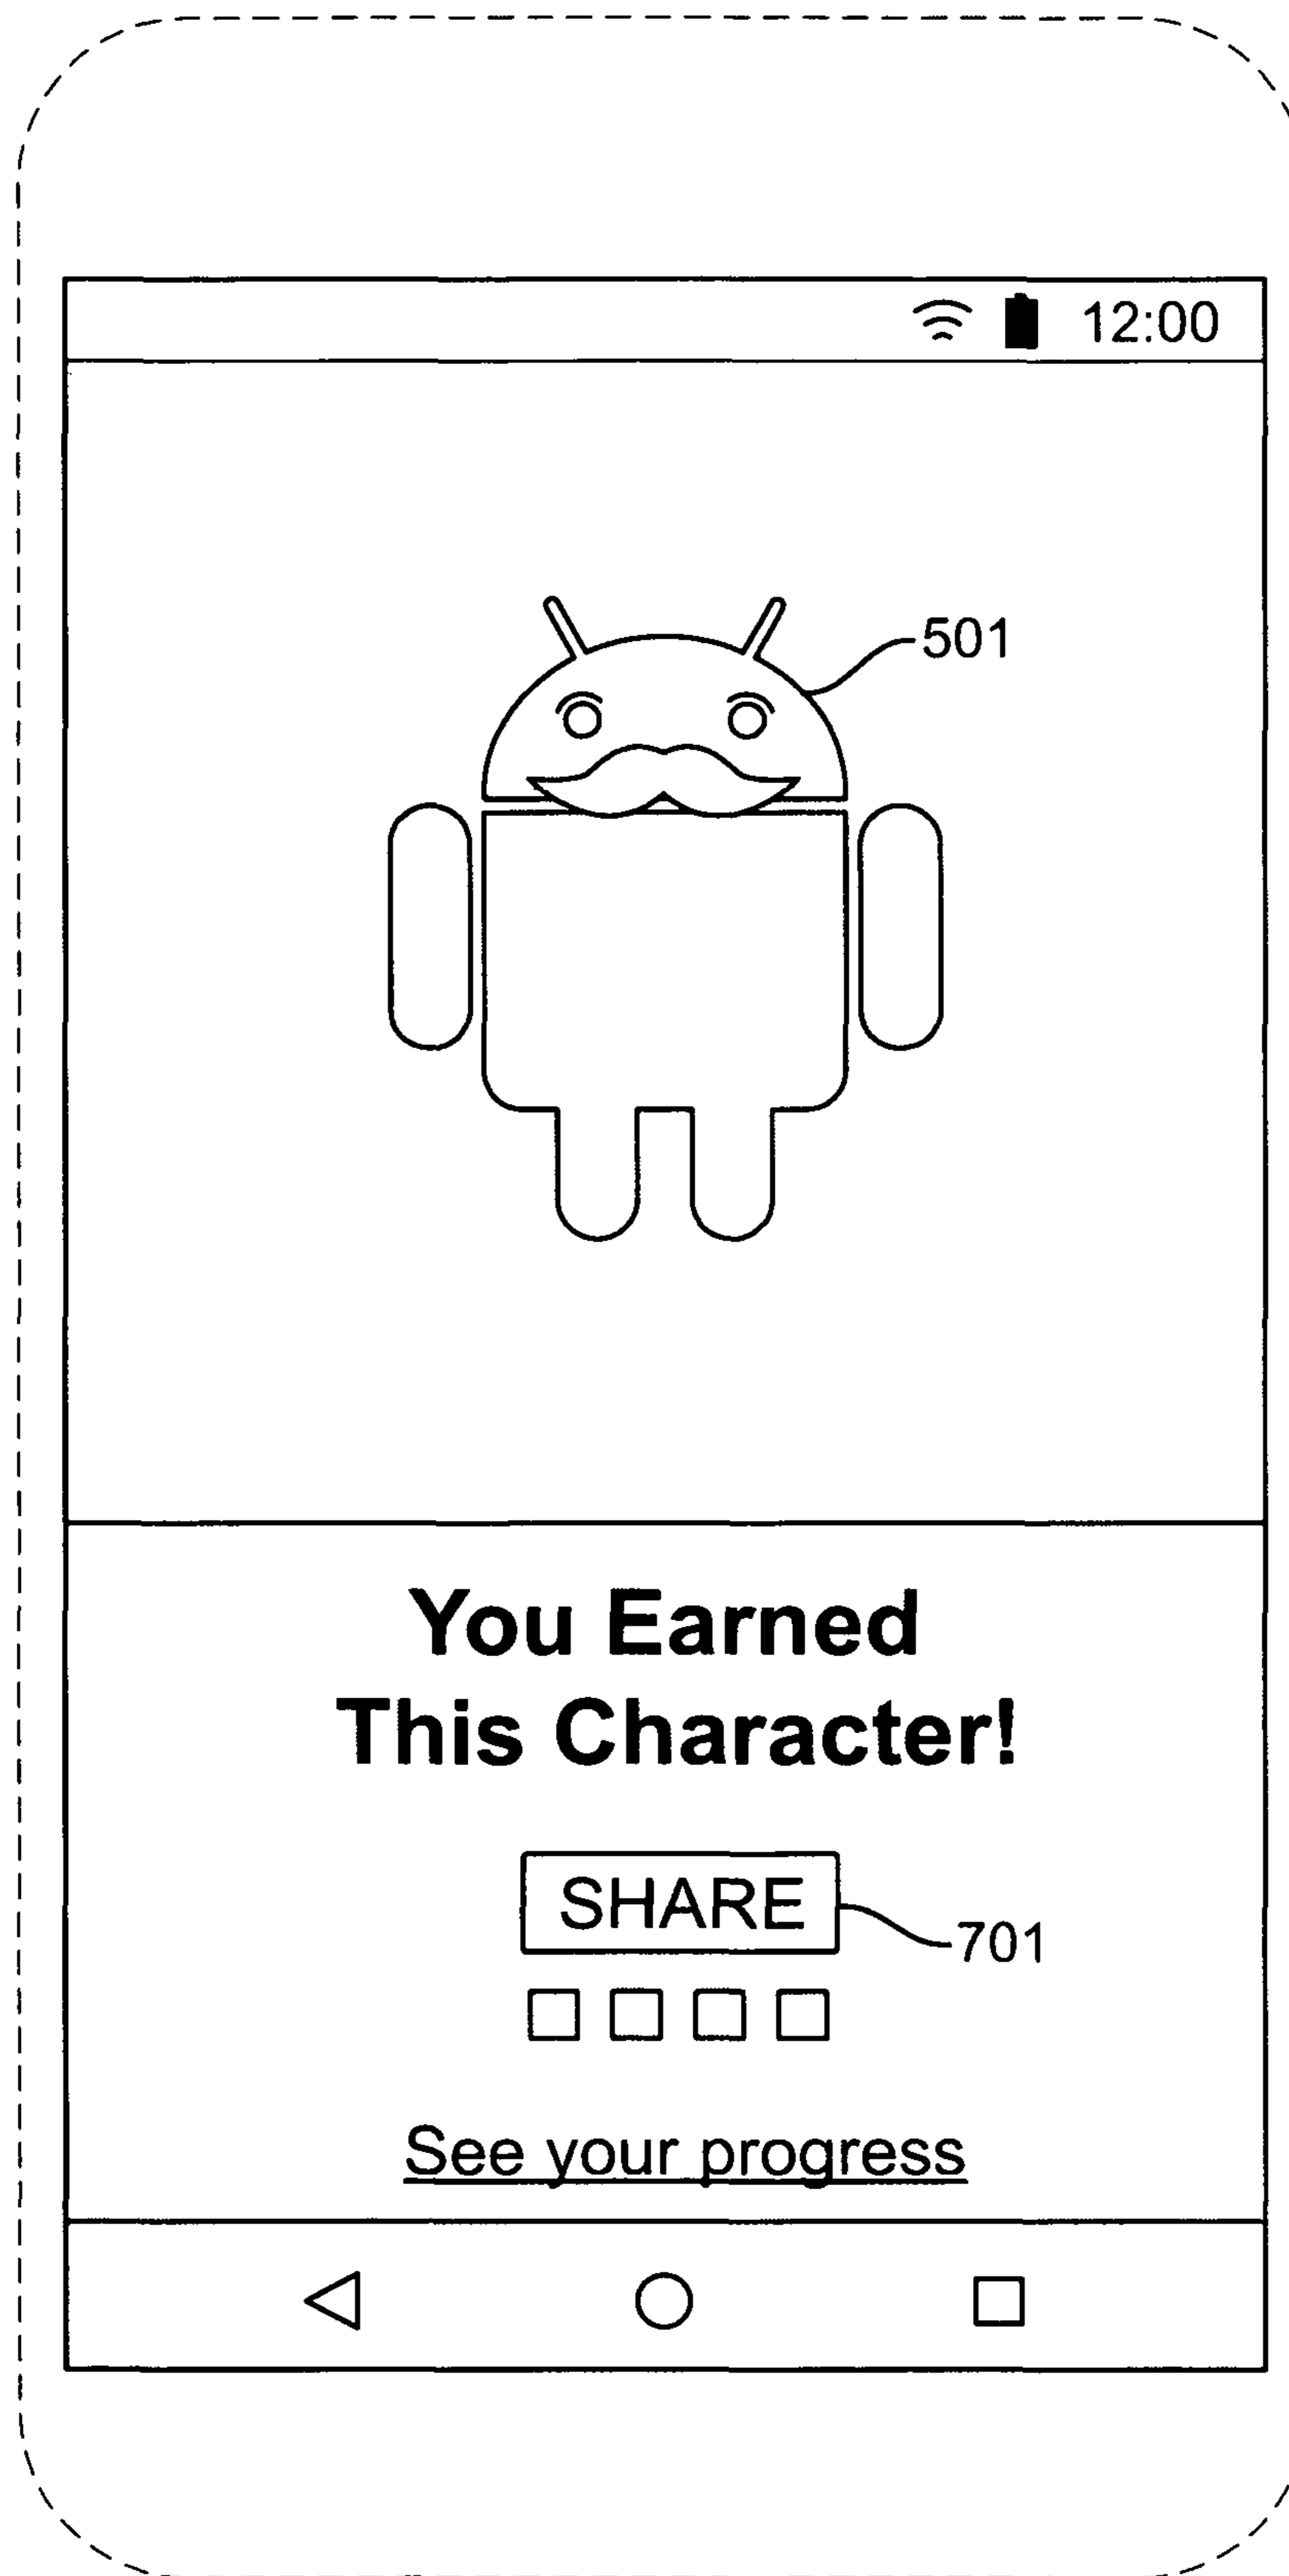 12:00
501
You Earned
This Character!
SHARE
701
See your progress